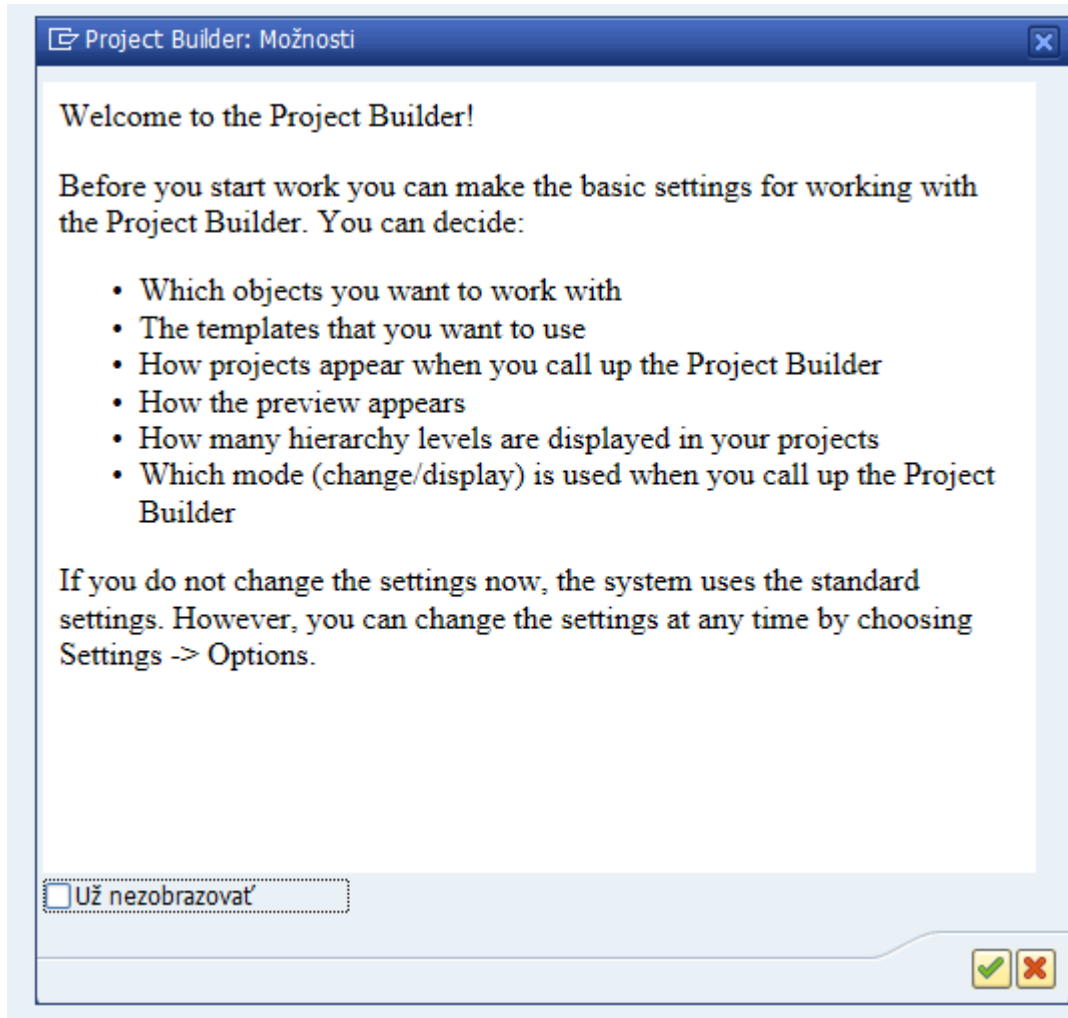 Project Builder: Možnosti
Welcome to the Project Builder!
Before you start work you can make the basic settings for working with
the Project Builder. You can decide:
• Which objects you want to work with
• The templates that you want to use
• How projects appear when you call up the Project Builder
• How the preview appears
• How many hierarchy levels are displayed in your projects
• Which mode (change/display) is used when you call up the Project
Builder
If you do not change the settings now, the system uses the standard
settings. However, you can change the settings at any time by choosing
Settings -> Options.
Už nezobrazovať